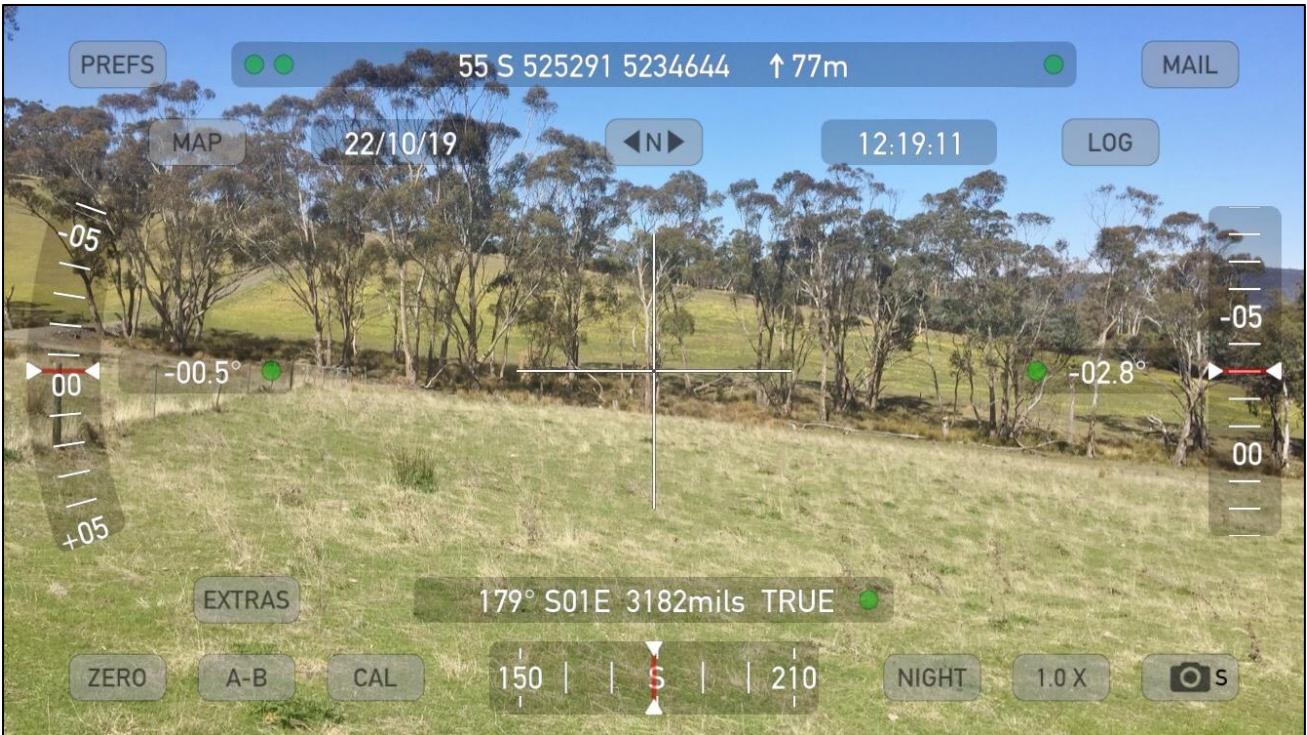 PREFS 55 S 525291 5234644 ↑ 77m MAIL
MAP 22/10/19 ◀N▶ 12:19:11 LOG
-05
-05
-00.5° -02.8°
00
00
+05
EXTRAS 179° S01E 3182mils TRUE
ZERO A-B CAL 150 S 210 NIGHT 1.0 X S